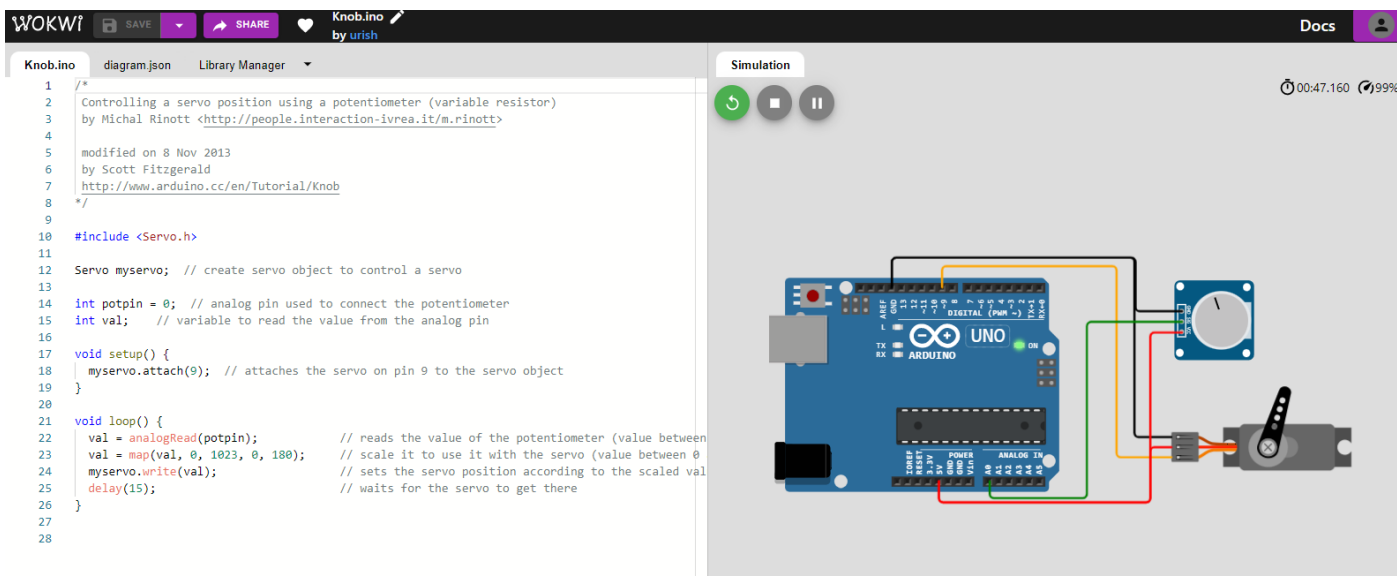 WOKWi SAVE SHARE Knob.ino
by urish
Docs
Knob.ino diagram.json Library Manager
Simulation
00:47.160 99%
1 /*
2 Controlling a servo position using a potentiometer (variable resistor)
3 by Michal Rinott <http://people.interaction-ivrea.it/m.rinott>
4
5 modified on 8 Nov 2013
6 by Scott Fitzgerald
7 http://www.arduino.cc/en/Tutorial/Knob
8 */
9
10 #include <Servo.h>
11
12 Servo myservo;  // create servo object to control a servo
13
14 int potpin = 0;  // analog pin used to connect the potentiometer
15 int val;    // variable to read the value from the analog pin
16
17 void setup() {
18   myservo.attach(9);  // attaches the servo on pin 9 to the servo object
19 }
20
21 void loop() {
22   val = analogRead(potpin);            // reads the value of the potentiometer (value between
23   val = map(val, 0, 1023, 0, 180);     // scale it to use it with the servo (value between 0
24   myservo.write(val);                  // sets the servo position according to the scaled val
25   delay(15);                           // waits for the servo to get there
26 }
27
28
AREF
GND
13
12
~11
~10
~9
8
7
~6
~5
4
~3
2
TX→1
RX←0
DIGITAL (PWM ~)
L
TX
RX
UNO
ARDUINO
ON
POWER
ANALOG IN
IOREF
RESET
3.3V
5V
GND
GND
Vin
A0
A1
A2
A3
A4
A5